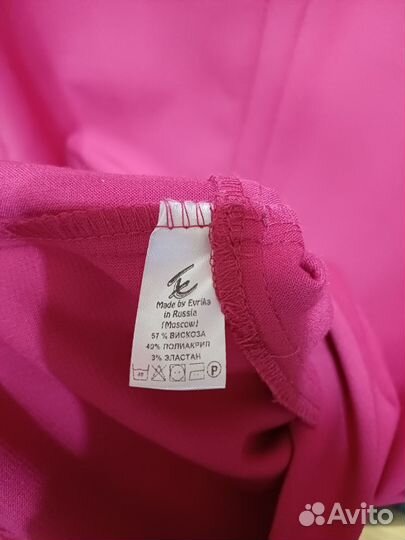 Made by Evrika
in Russia
(Moscow)
57 % ВИСКОЗА
40% ПОЛИАКРИЛ
3% ЭЛАСТАН
P
Avito